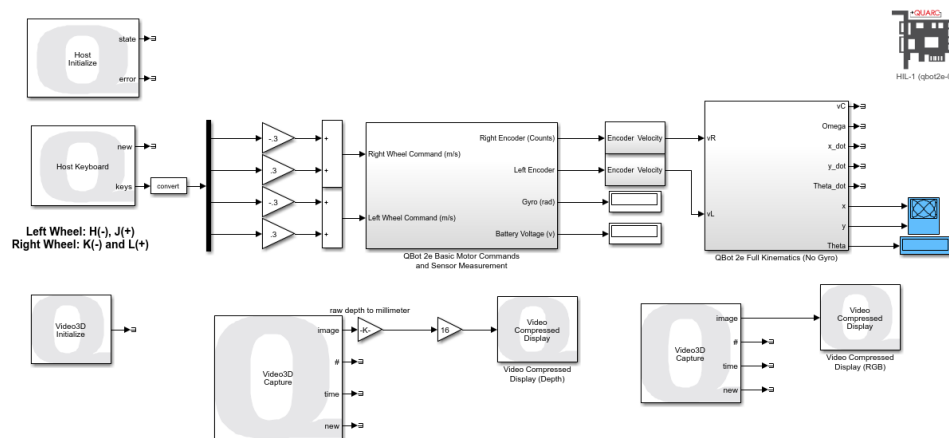 QUARC
HIL-1 (qbot2e-
Host
Initialize
state
error
Host Keyboard
new
keys
convert
Left Wheel: H(-), J(+)
Right Wheel: K(-) and L(+)
-.3
.3
-.3
.3
+
+
+
+
Right Wheel Command (m/s)
Left Wheel Command (m/s)
Right Encoder (Counts)
Left Encoder
Gyro (rad)
Battery Voltage (v)
QBot 2e Basic Motor Commands
and Sensor Measurement
Encoder Velocity
Encoder Velocity
vR
vL
vC
Omega
x_dot
y_dot
Theta_dot
x
y
Theta
QBot 2e Full Kinematics (No Gyro)
Video3D
Initialize
Video3D
Capture
image
#
time
new
raw depth to millimeter
-K-
16
Video
Compressed
Display
Video Compressed
Display (Depth)
Video3D
Capture
image
#
time
new
Video
Compressed
Display
Video Compressed
Display (RGB)